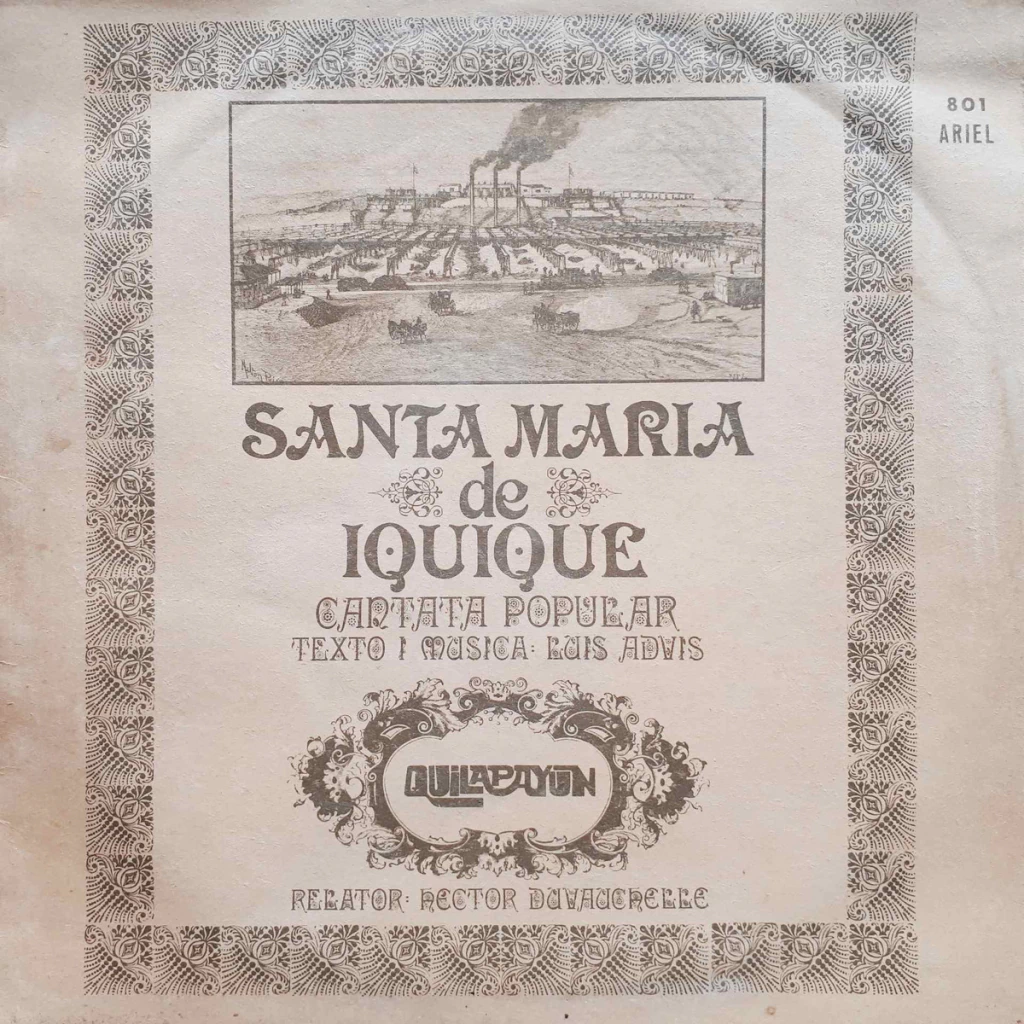 801
ARIEL
SANTA MARIA
de
IQUIQUE
CANTATA POPULAR
TEXTO I MUSICA: LUIS ADVIS
QUILAPAYUN
RELATOR: HECTOR DUVAUCHELLE